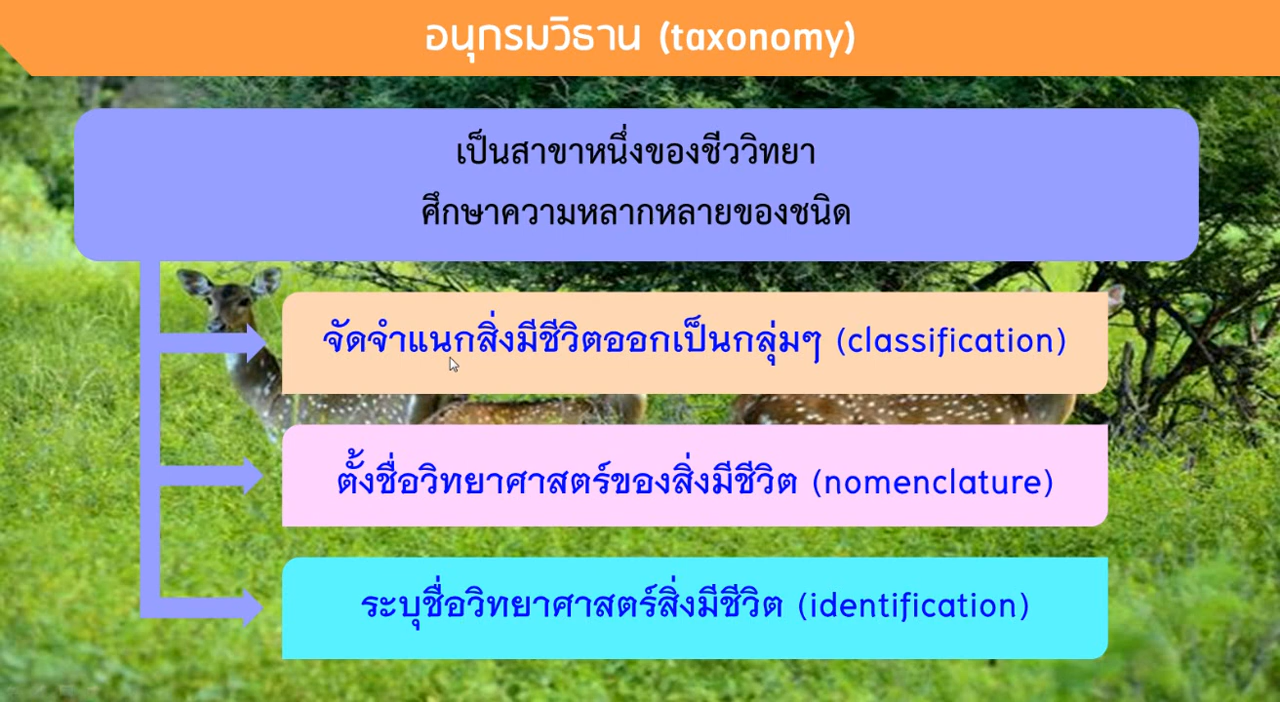 อนุกรมวิธาน (taxonomy)
เป็นสาขาหนึ่งของชีววิทยา
ศึกษาความหลากหลายของชนิด
จัดจำแนกสิ่งมีชีวิตออกเป็นกลุ่มๆ (classification)
ตั้งชื่อวิทยาศาสตร์ของสิ่งมีชีวิต (nomenclature)
ระบุชื่อวิทยาศาสตร์สิ่งมีชีวิต (identification)